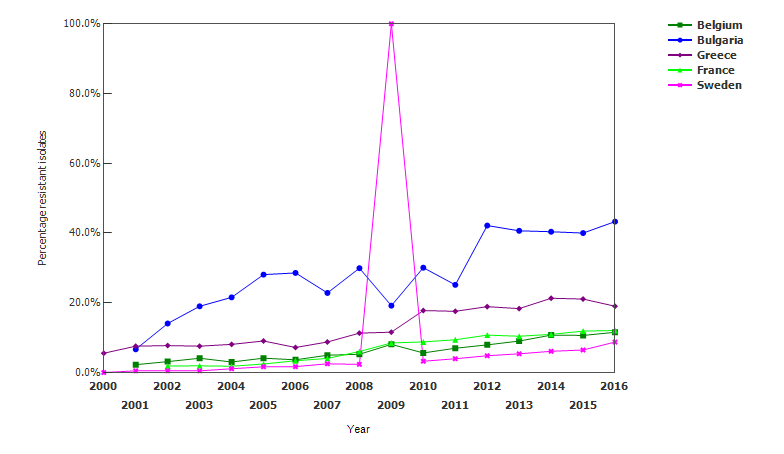 100.0%
80.0%
60.0%
40.0%
20.0%
0.0%
Percentage resistant isolates
2000 2002 2004 2006 2008 2010 2012 2014 2016
2001 2003 2005 2007 2009 2011 2013 2015
Year
Belgium
Bulgaria
Greece
France
Sweden